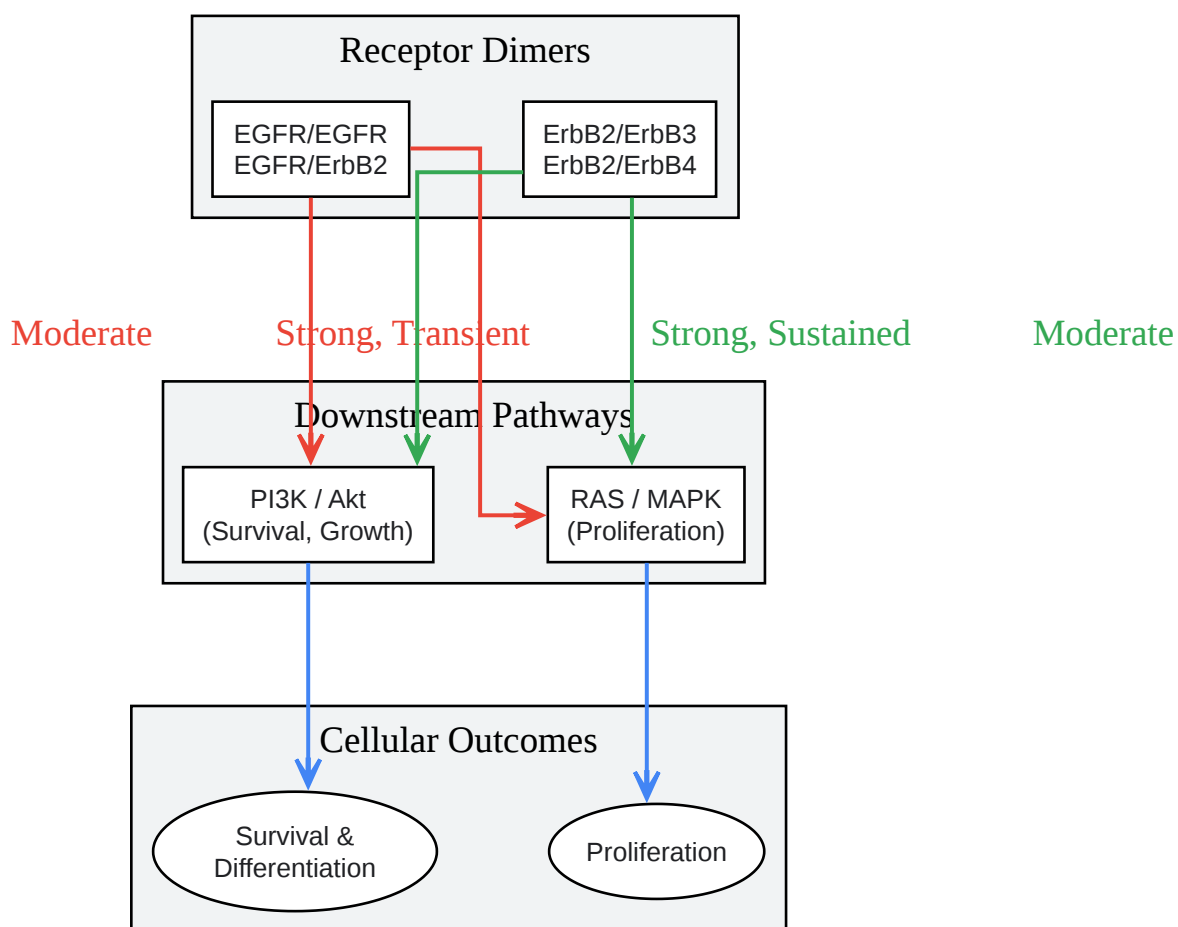 Receptor Dimers
EGFR/EGFR
EGFR/ErbB2
ErbB2/ErbB3
ErbB2/ErbB4
Moderate
Strong, Transient
Strong, Sustained
Moderate
Downstream Pathways
PI3K / Akt
(Survival, Growth)
RAS / MAPK
(Proliferation)
Cellular Outcomes
Survival &
Differentiation
Proliferation